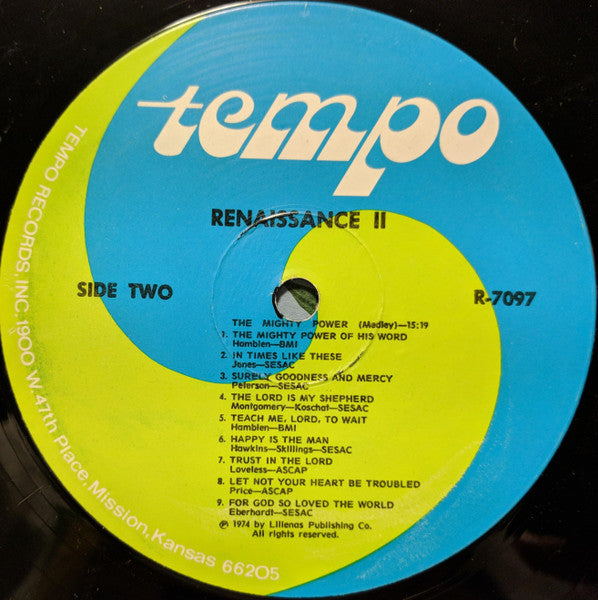 tempo
RENAISSANCE II
SIDE TWO
R-7097
THE MIGHTY POWER (Medley)—15:19
1. THE MIGHTY POWER OF HIS WORD
Hamblen—BMI
2. IN TIMES LIKE THESE
Jones—SESAC
3. SURELY GOODNESS AND MERCY
Peterson—SESAC
4. THE LORD IS MY SHEPHERD
Montgomery—Koschat—SESAC
5. TEACH ME, LORD, TO WAIT
Hamblen—BMI
6. HAPPY IS THE MAN
Hawkins—Skillings—SESAC
7. TRUST IN THE LORD
Loveless—ASCAP
8. LET NOT YOUR HEART BE TROUBLED
Price—ASCAP
9. FOR GOD SO LOVED THE WORLD
Eberhardt—SESAC
℗ 1974 by Lillenas Publishing Co.
All rights reserved.
TEMPO RECORDS, INC. 1900 W. 47th Place, Mission, Kansas 66205